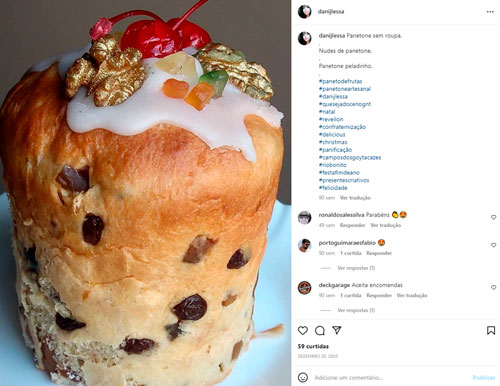 danijlessa
danijlessa Panetone sem roupa.
.
Nudes de panetone.
.
Panetone peladinho.
.
#panetodefrutas
#panetoneartesanal
#danijlessa
#quesejadocenognt
#natal
#reveilon
#confraternização
#delicious
#christmas
#panificação
#camposdosgoytacazes
#riobonito
#festafimdeano
#presentescriativos
#felicidade
90 sem Ver tradução
ronaldosalessilva Parabéns
49 sem Responder Ver tradução
portoguimaraesfabio
90 sem 1 curtida Responder
Ver respostas (1)
deckgarage Aceita encomendas
90 sem 1 curtida Responder Ver tradução
Ver respostas (1)
59 curtidas
DEZEMBRO 20, 2020
Adicione um comentário...
Publicar